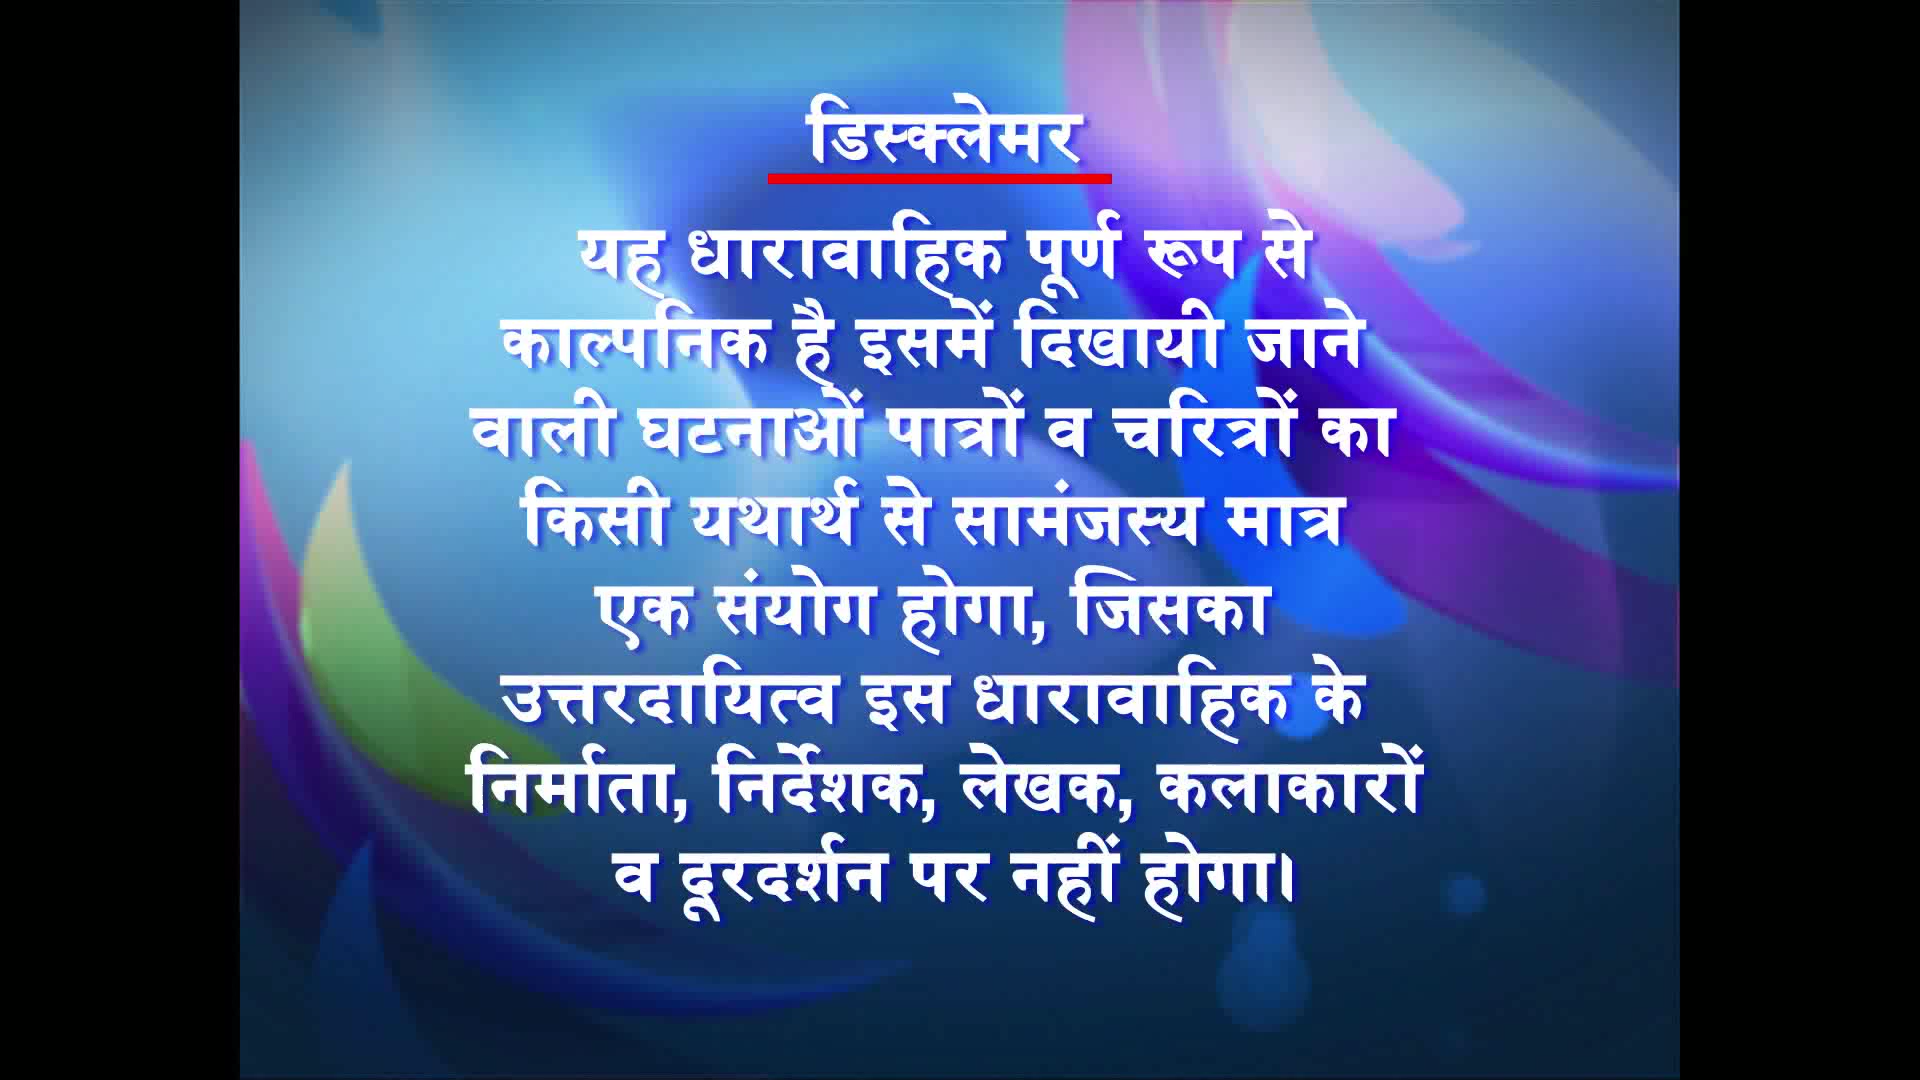 डिस्क्लेमर
यह धारावाहिक पूर्ण रूप से
काल्पनिक है इसमें दिखायी जाने
वाली घटनाओं पात्रों व चरित्रों का
किसी यथार्थ से सामंजस्य मात्र
एक संयोग होगा, जिसका
उत्तरदायित्व इस धारावाहिक के
निर्माता, निर्देशक, लेखक, कलाकारों
व दूरदर्शन पर नहीं होगा।